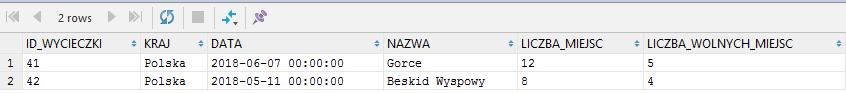 2 rows
ID_WYCIECZKI KRAJ DATA NAZWA LICZBA_MIEJSC LICZBA_WOLNYCH_MIEJSC
1 41 Polska 2018-06-07 00:00:00 Gorce 12 5
2 42 Polska 2018-05-11 00:00:00 Beskid Wyspowy 8 4